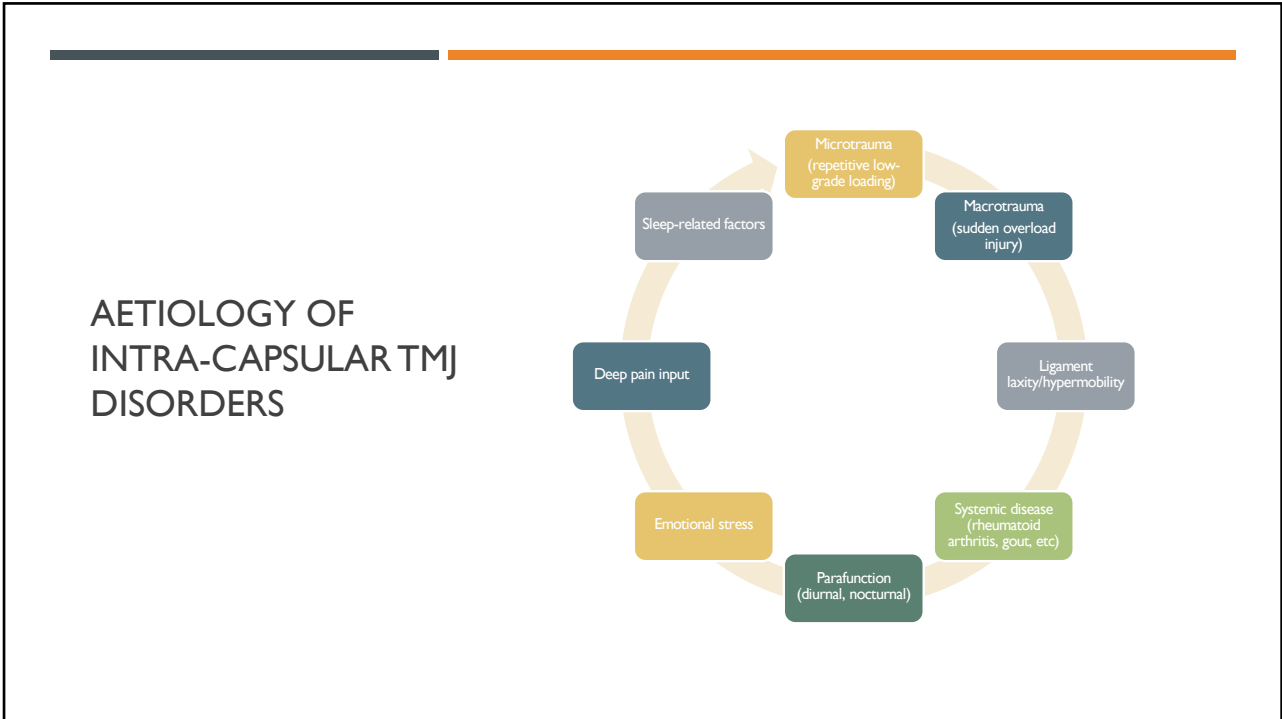 AETIOLOGY OF
INTRA-CAPSULAR TMJ
DISORDERS
Microtrauma
(repetitive low-
grade loading)
Macrotrauma
(sudden overload
injury)
Ligament
laxity/hypermobility
Systemic disease
(rheumatoid
arthritis, gout, etc)
Parafunction
(diurnal, nocturnal)
Emotional stress
Deep pain input
Sleep-related factors